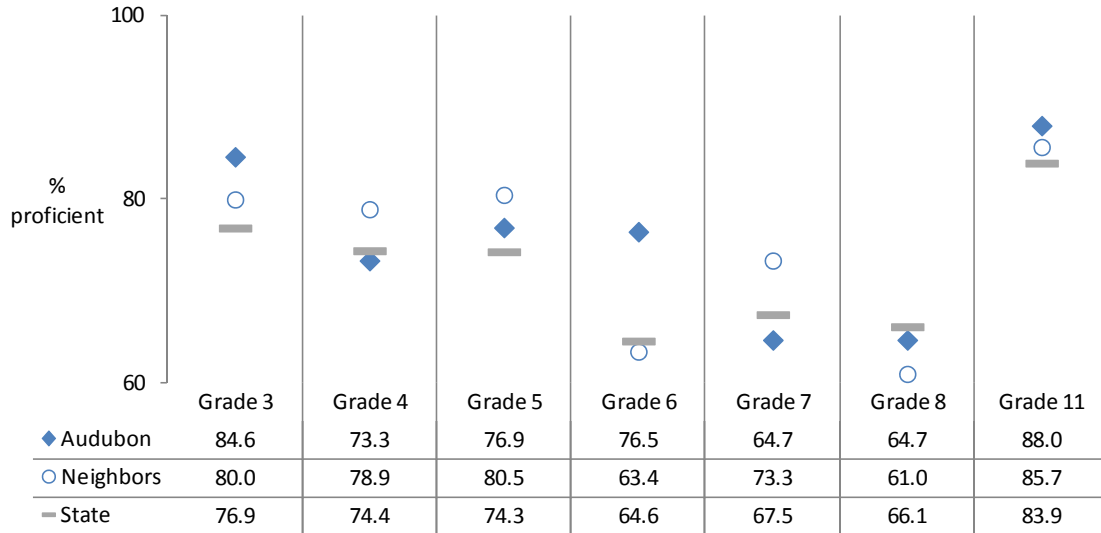 100
%
proficient
80
60
Grade 3 Grade 4 Grade 5 Grade 6 Grade 7 Grade 8 Grade 11
Audubon 84.6 73.3 76.9 76.5 64.7 64.7 88.0
Neighbors 80.0 78.9 80.5 63.4 73.3 61.0 85.7
State 76.9 74.4 74.3 64.6 67.5 66.1 83.9